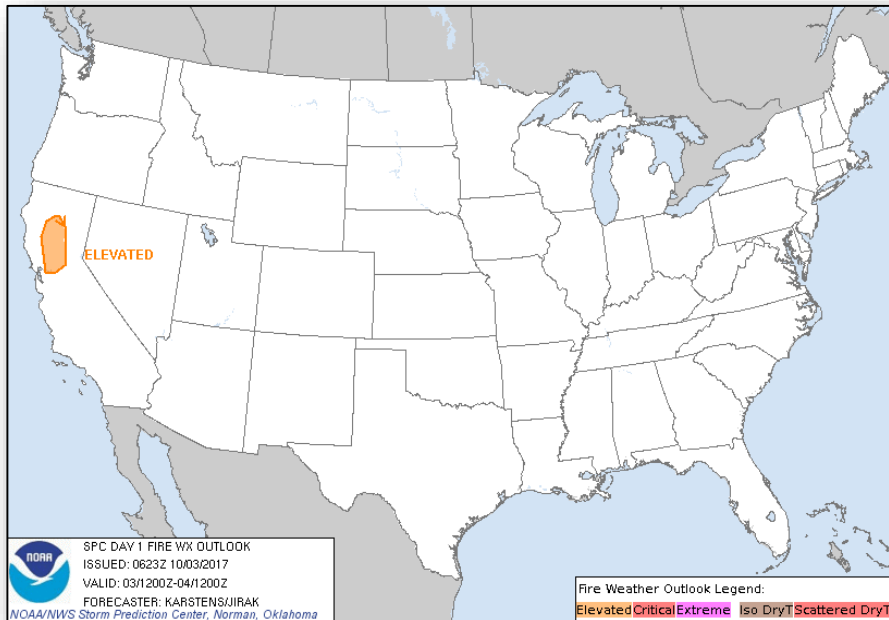 ELEVATED
NOAA
SPC DAY 1 FIRE WX OUTLOOK
ISSUED: 0623Z 10/03/2017
VALID: 03/1200Z-04/1200Z
FORECASTER: KARSTENS/JIRAK
NOAA/NWS Storm Prediction Center, Norman, Oklahoma
Fire Weather Outlook Legend:
Elevated Critical Extreme Iso DryT Scattered DryT